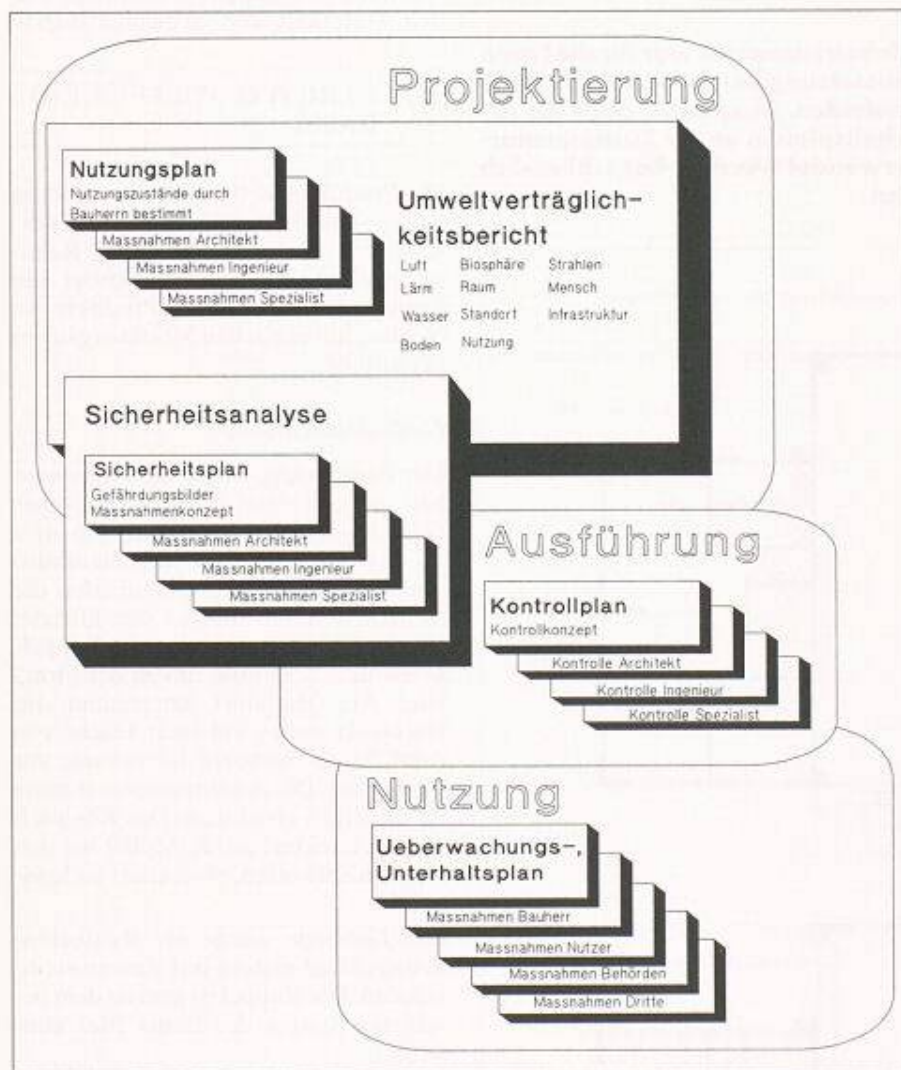 Projektierung
Nutzungsplan
Nutzungszustände durch
Bauherrn bestimmt
Massnahmen Architekt
Massnahmen Ingenieur
Massnahmen Spezialist
Umweltverträglich-
keitsbericht
Luft Biosphäre Strahlen
Lärm Raum Mensch
Wasser Standort Infrastruktur
Boden Nutzung
Sicherheitsanalyse
Sicherheitsplan
Gefährdungsbilder
Massnahmenkonzept
Massnahmen Architekt
Massnahmen Ingenieur
Massnahmen Spezialist
Ausführung
Kontrollplan
Kontrollkonzept
Kontrolle Architekt
Kontrolle Ingenieur
Kontrolle Spezialist
Nutzung
Ueberwachungs-,
Unterhaltsplan
Massnahmen Bauherr
Massnahmen Nutzer
Massnahmen Behörden
Massnahmen Dritte